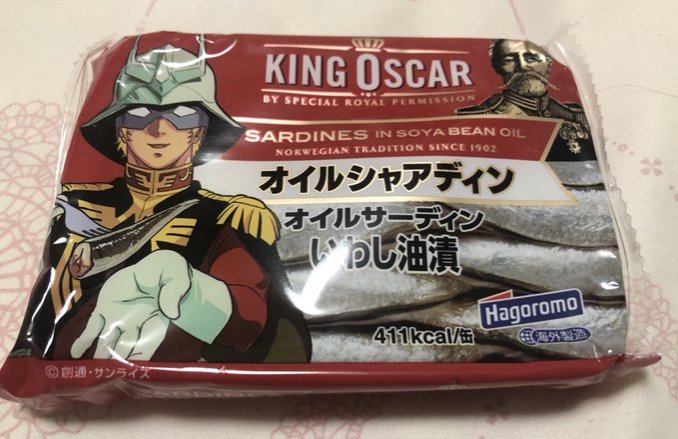 KING OSCAR
BY SPECIAL ROYAL PERMISSION
SARDINES IN SOYA BEAN OIL
NORWEGIAN TRADITION SINCE 1902
オイルシャアディン
オイルサーディン
いわし油漬
Hagoromo
411kcal/缶
海外製造
©創通・サンライズ